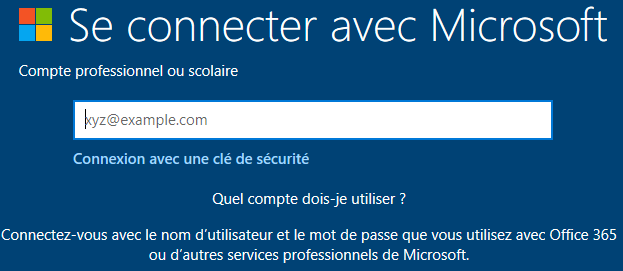 Se connecter avec Microsoft
Compte professionnel ou scolaire
xyz@example.com
Connexion avec une clé de sécurité
Quel compte dois-je utiliser ?
Connectez-vous avec le nom d’utilisateur et le mot de passe que vous utilisez avec Office 365
ou d’autres services professionnels de Microsoft.